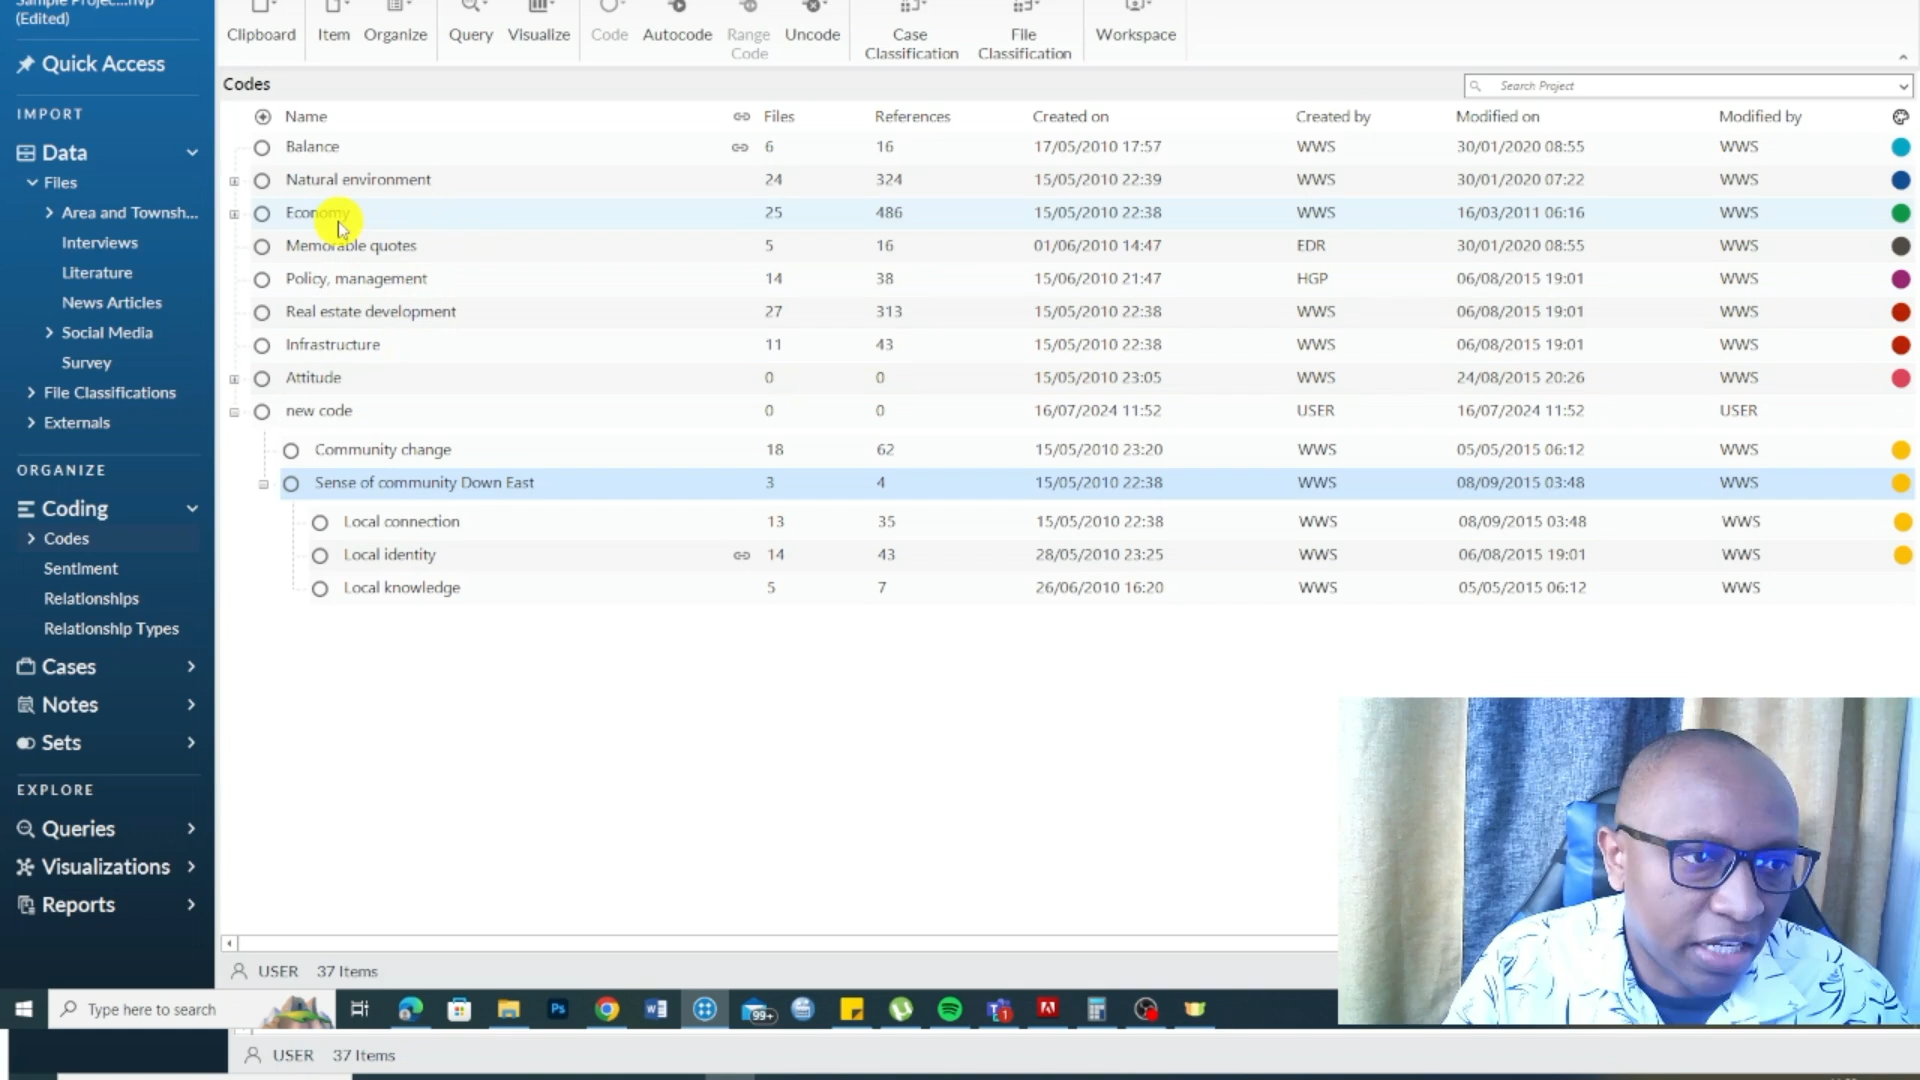 (Edited)
Quick Access
IMPORT
Data
Files
Area and Townsh...
Interviews
Literature
News Articles
Social Media
Survey
File Classifications
Externals
ORGANIZE
Coding
Codes
Sentiment
Relationships
Relationship Types
Cases
Notes
Sets
EXPLORE
Queries
Visualizations
Reports
Clipboard Item Organize Query Visualize Code Autocode Range Code Uncode Case Classification File Classification Workspace
Codes Search Project
Name Files References Created on Created by Modified on Modified by
Balance 6 16 17/05/2010 17:57 WWS 30/01/2020 08:55 WWS
Natural environment 24 324 15/05/2010 22:39 WWS 30/01/2020 07:22 WWS
Economy 25 486 15/05/2010 22:38 WWS 16/03/2011 06:16 WWS
Memorable quotes 5 16 01/06/2010 14:47 EDR 30/01/2020 08:55 WWS
Policy, management 14 38 15/06/2010 21:47 HGP 06/08/2015 19:01 WWS
Real estate development 27 313 15/05/2010 22:38 WWS 06/08/2015 19:01 WWS
Infrastructure 11 43 15/05/2010 22:38 WWS 06/08/2015 19:01 WWS
Attitude 0 0 15/05/2010 23:05 WWS 24/08/2015 20:26 WWS
new code 0 0 16/07/2024 11:52 USER 16/07/2024 11:52 USER
Community change 18 62 15/05/2010 23:20 WWS 05/05/2015 06:12 WWS
Sense of community Down East 3 4 15/05/2010 22:38 WWS 08/09/2015 03:48 WWS
Local connection 13 35 15/05/2010 22:38 WWS 08/09/2015 03:48 WWS
Local identity 14 43 28/05/2010 23:25 WWS 06/08/2015 19:01 WWS
Local knowledge 5 7 26/06/2010 16:20 WWS 05/05/2015 06:12 WWS
USER 37 Items
Type here to search Ps 99+ 1
USER 37 Items